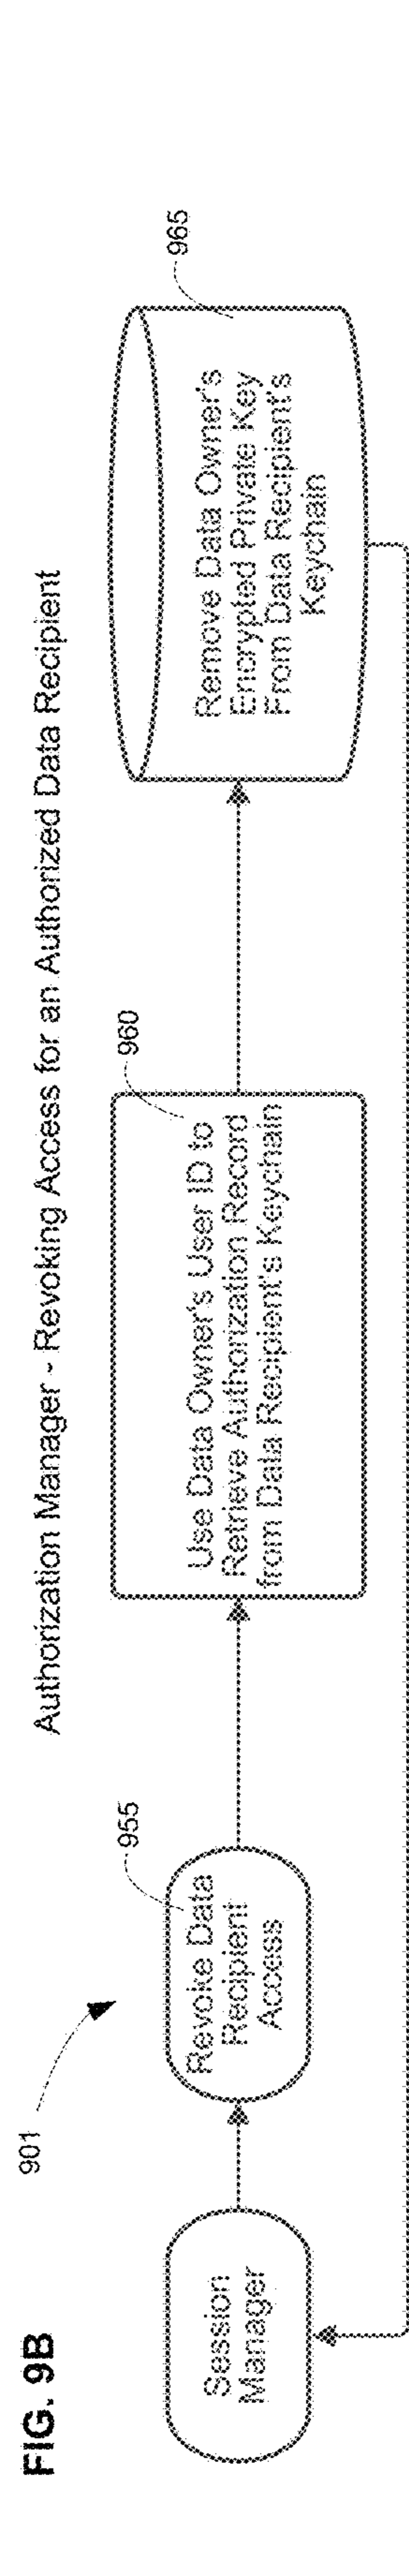 FIG. 9B
Authorization Manager - Revoking Access for an Authorized Data Recipient
901
Session
Manager
955
Revoke Data
Recipient
Access
960
Use Data Owner's User ID to
Retrieve Authorization Record
from Data Recipient's Keychain
965
Remove Data Owner's
Encrypted Private Key
From Data Recipient's
Keychain